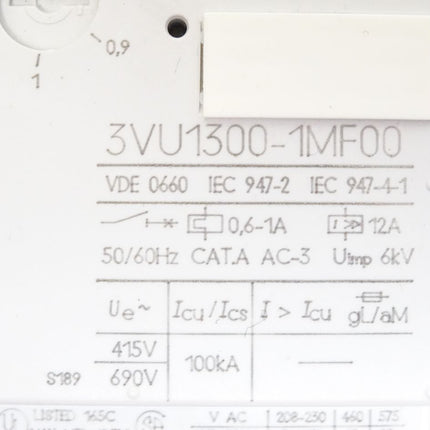 0,9
1
3VU1300-1MF00
VDE 0660 IEC 947-2 IEC 947-4-1
0,6-1A I >> 12A
50/60Hz CAT.A AC-3 Uimp 6kV
Ue~ Icu/Ics I > Icu gL/aM
415V
100kA
S189 690V
LISTED 165C V AC 208-230 460 575